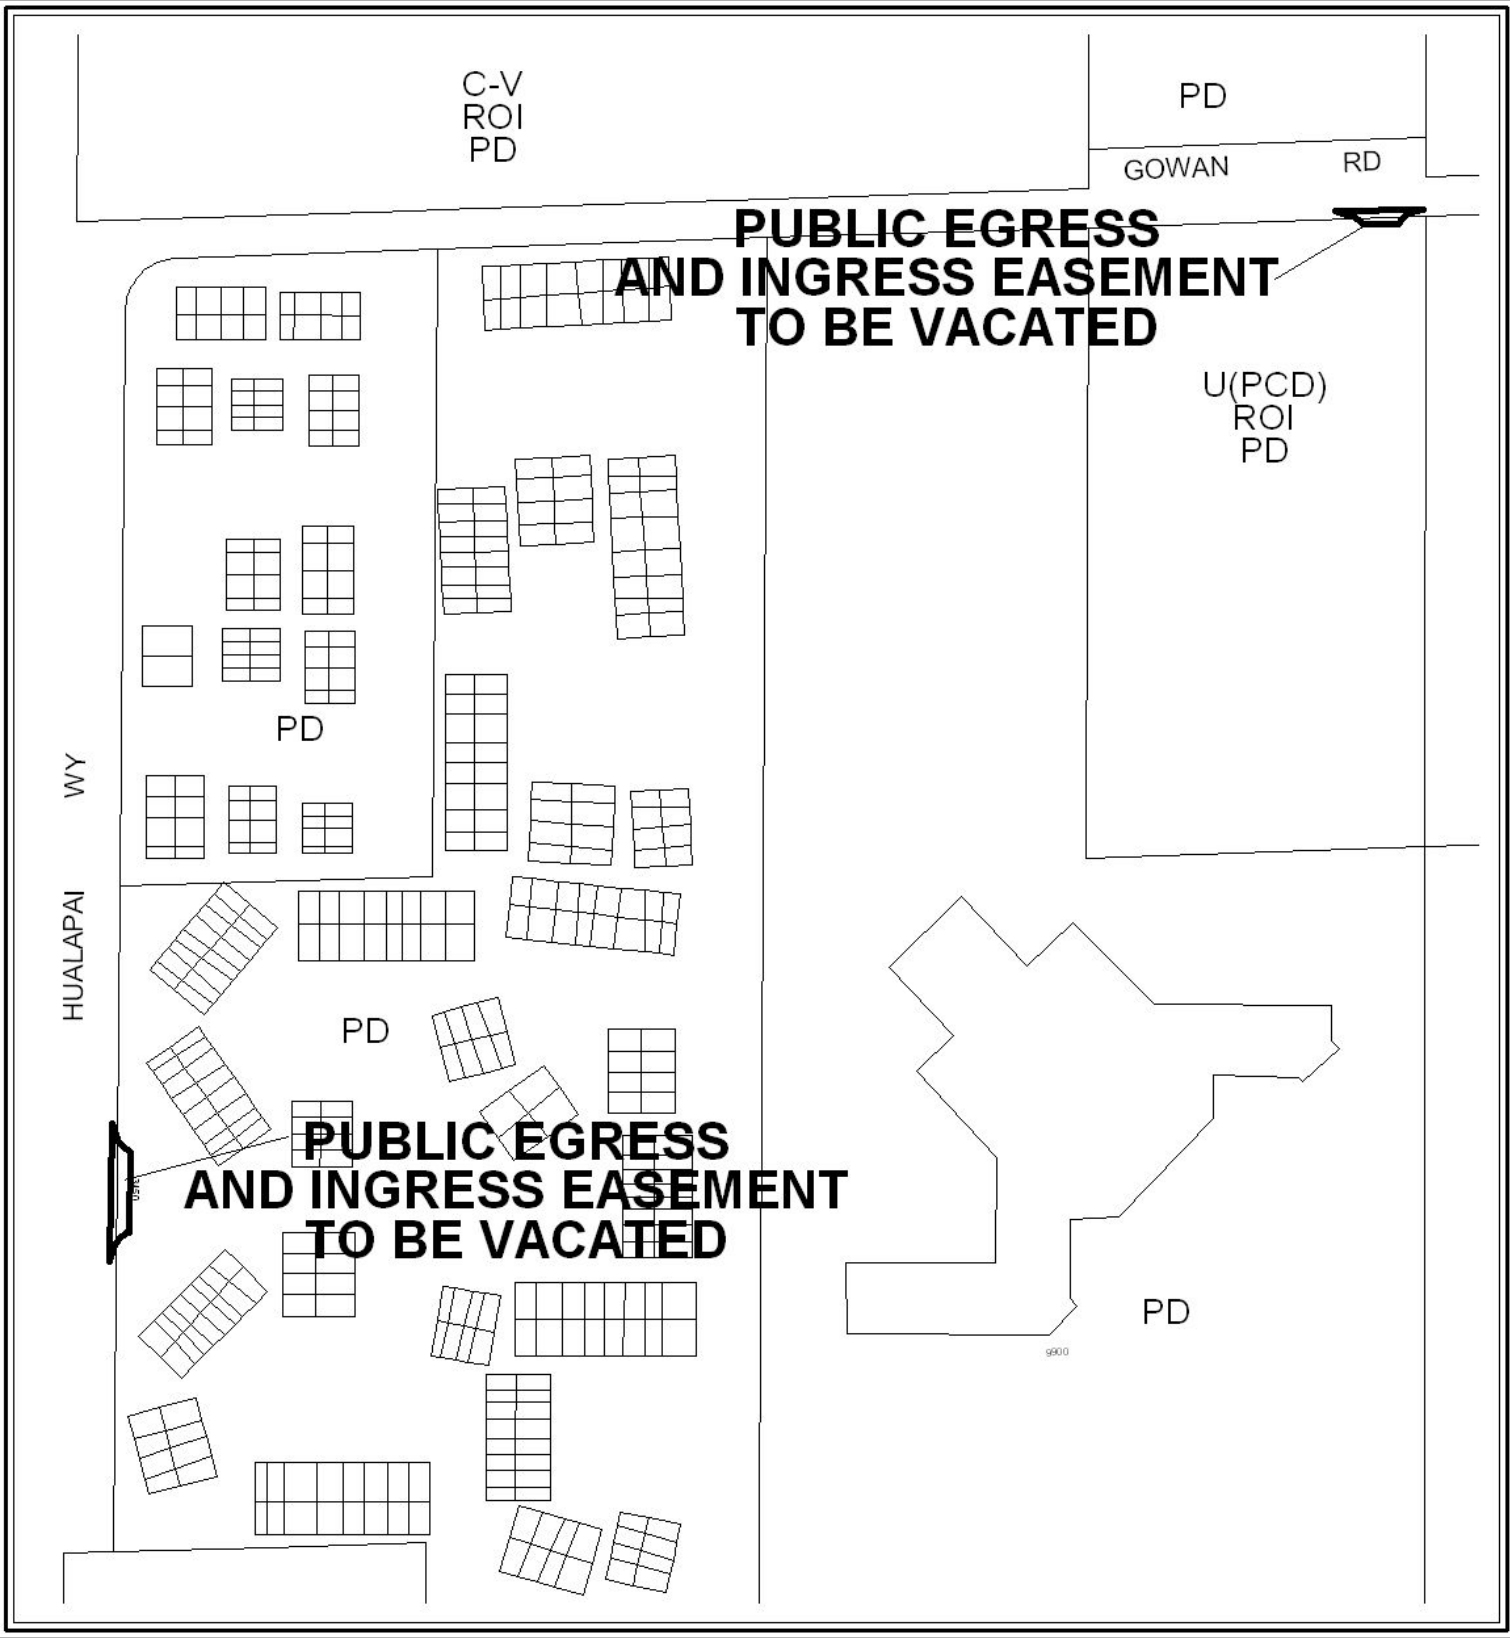 C-V
ROI
PD
PD
GOWAN RD
PUBLIC EGRESS
AND INGRESS EASEMENT
TO BE VACATED
U(PCD)
ROI
PD
PD
HUALAPAI WY
PD
PUBLIC EGRESS
AND INGRESS EASEMENT
TO BE VACATED
PD
9900